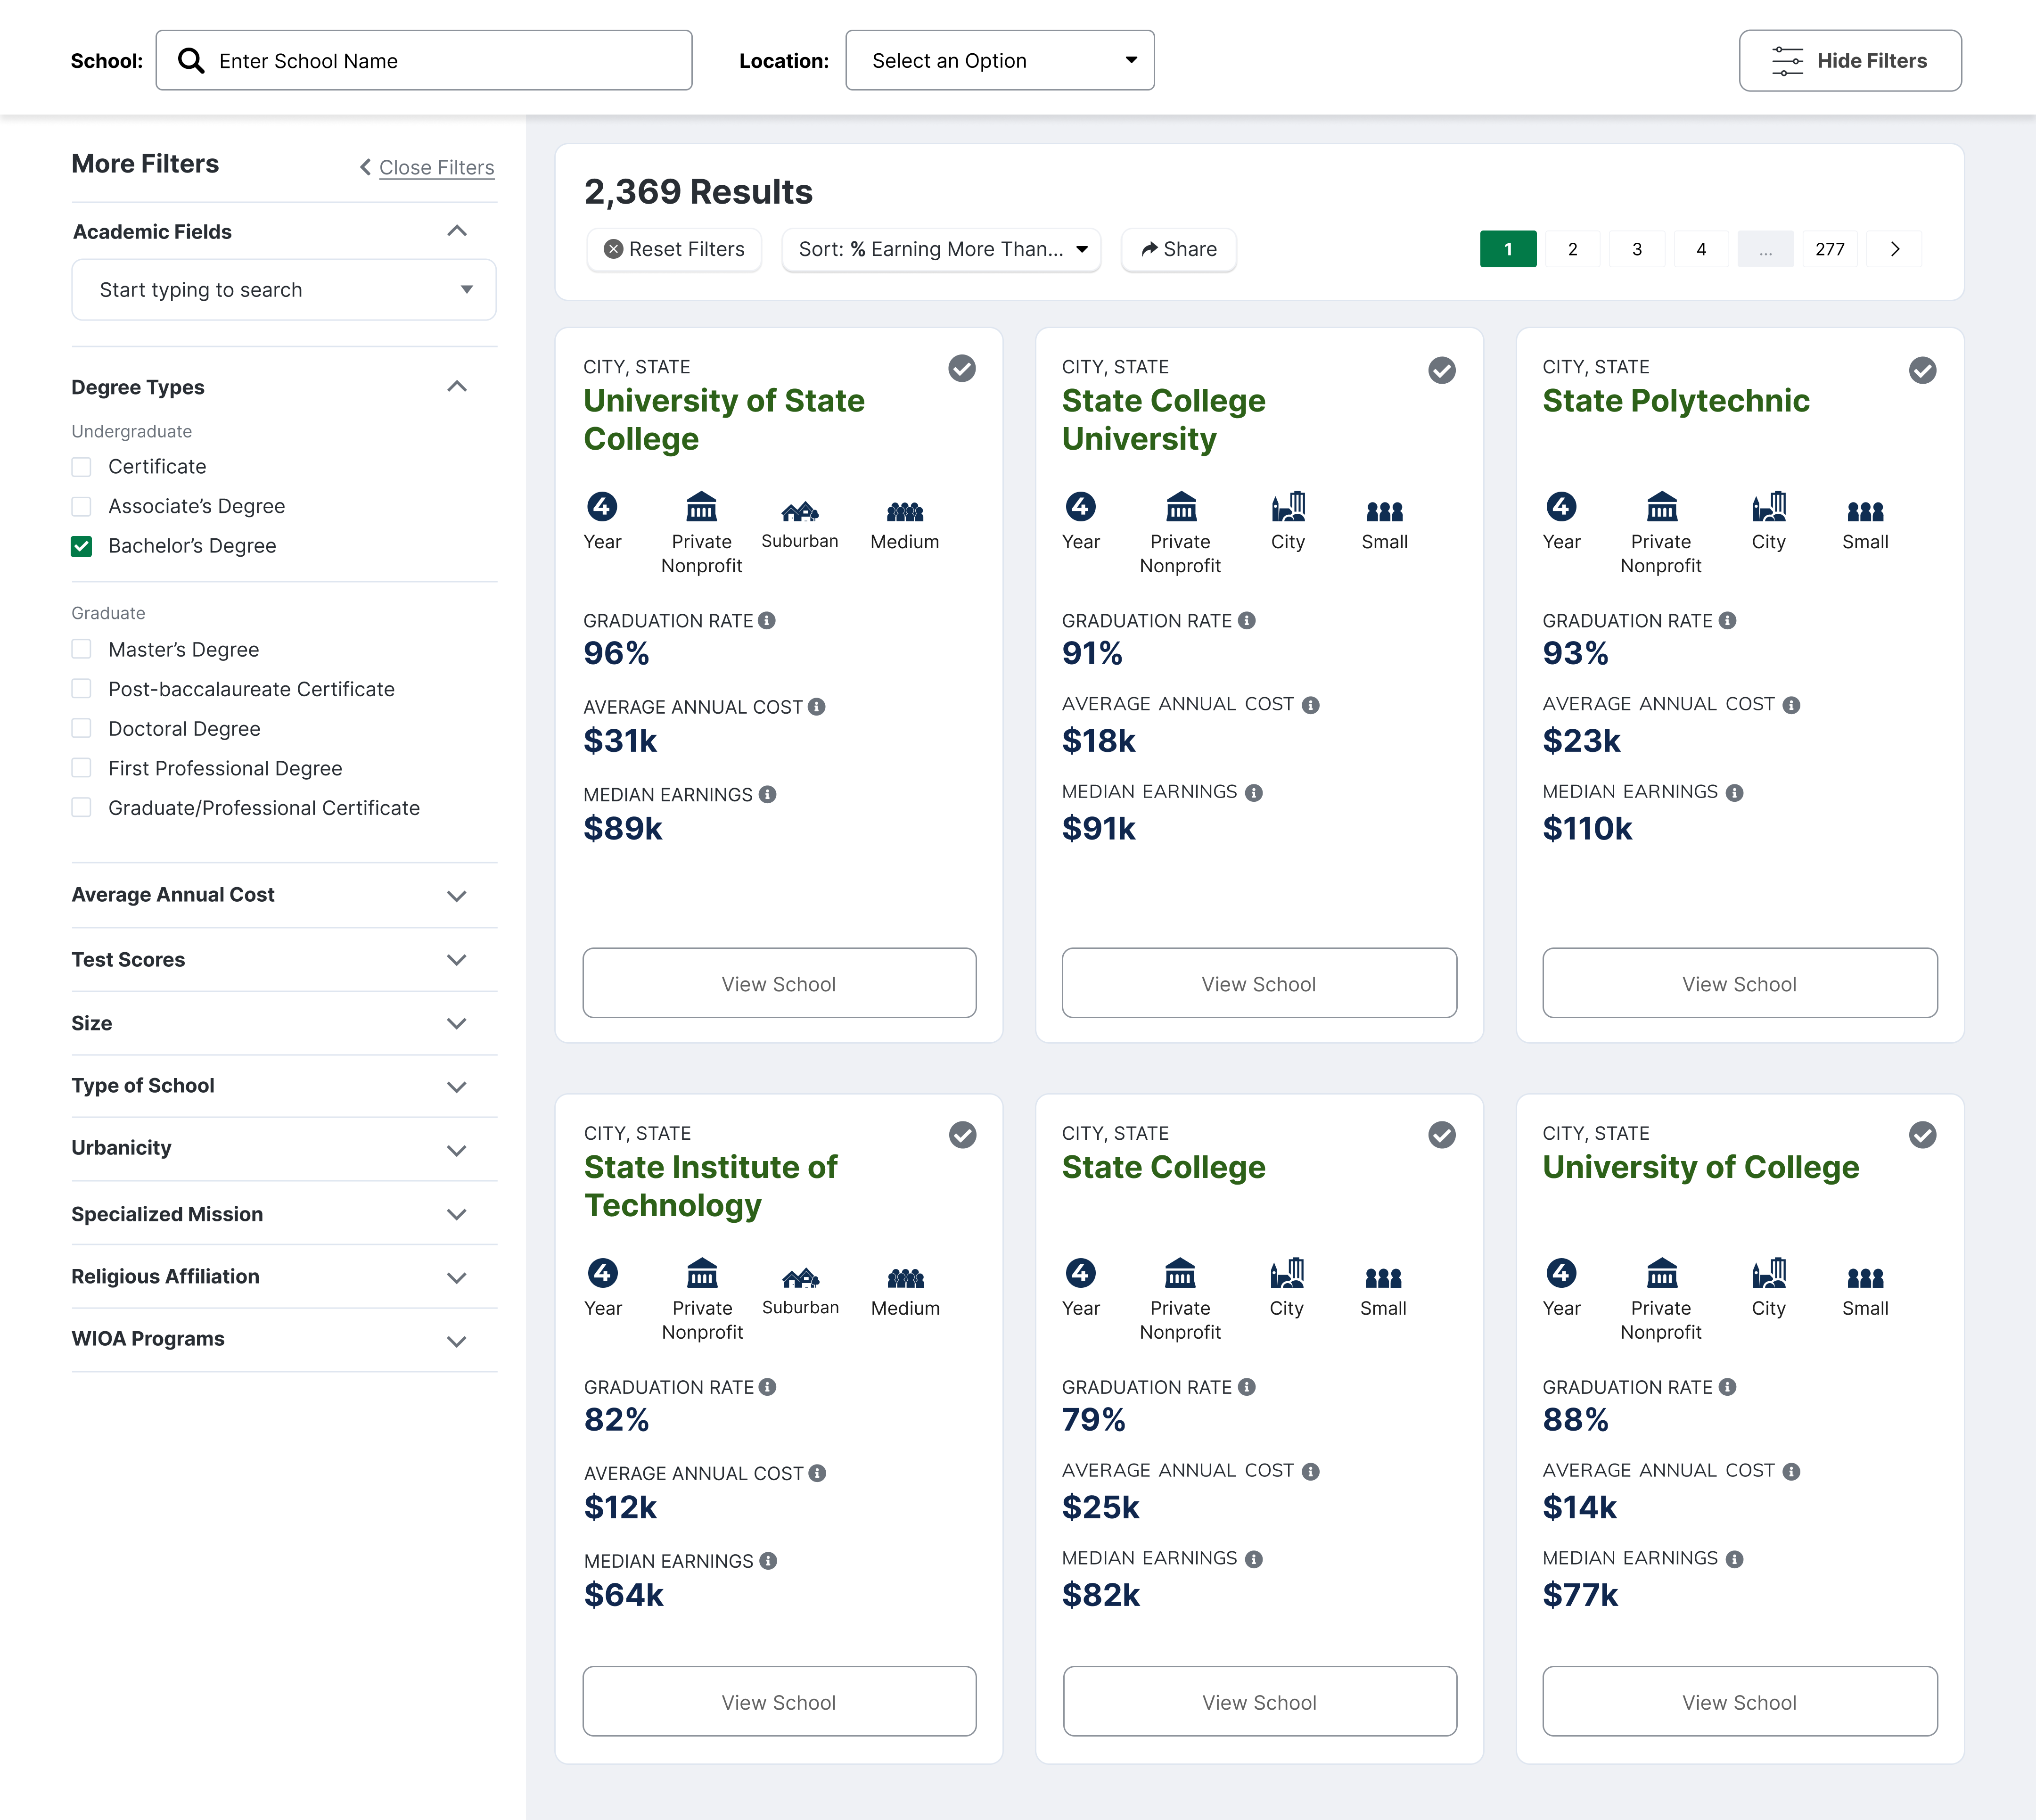 School:
Enter School Name
Location:
Select an Option
Hide Filters
More Filters
Close Filters
Academic Fields
Start typing to search
Degree Types
Undergraduate
Certificate
Associate’s Degree
Bachelor’s Degree
Graduate
Master’s Degree
Post-baccalaureate Certificate
Doctoral Degree
First Professional Degree
Graduate/Professional Certificate
Average Annual Cost
Test Scores
Size
Type of School
Urbanicity
Specialized Mission
Religious Affiliation
WIOA Programs
2,369 Results
Reset Filters
Sort: % Earning More Than...
Share
1 2 3 4 ... 277
CITY, STATE
University of State
College
4
Year
Private
Nonprofit
Suburban
Medium
GRADUATION RATE
96%
AVERAGE ANNUAL COST
$31k
MEDIAN EARNINGS
$89k
View School
CITY, STATE
State College
University
4
Year
Private
Nonprofit
City
Small
GRADUATION RATE
91%
AVERAGE ANNUAL COST
$18k
MEDIAN EARNINGS
$91k
View School
CITY, STATE
State Polytechnic
4
Year
Private
Nonprofit
City
Small
GRADUATION RATE
93%
AVERAGE ANNUAL COST
$23k
MEDIAN EARNINGS
$110k
View School
CITY, STATE
State Institute of
Technology
4
Year
Private
Nonprofit
Suburban
Medium
GRADUATION RATE
82%
AVERAGE ANNUAL COST
$12k
MEDIAN EARNINGS
$64k
View School
CITY, STATE
State College
4
Year
Private
Nonprofit
City
Small
GRADUATION RATE
79%
AVERAGE ANNUAL COST
$25k
MEDIAN EARNINGS
$82k
View School
CITY, STATE
University of College
4
Year
Private
Nonprofit
City
Small
GRADUATION RATE
88%
AVERAGE ANNUAL COST
$14k
MEDIAN EARNINGS
$77k
View School